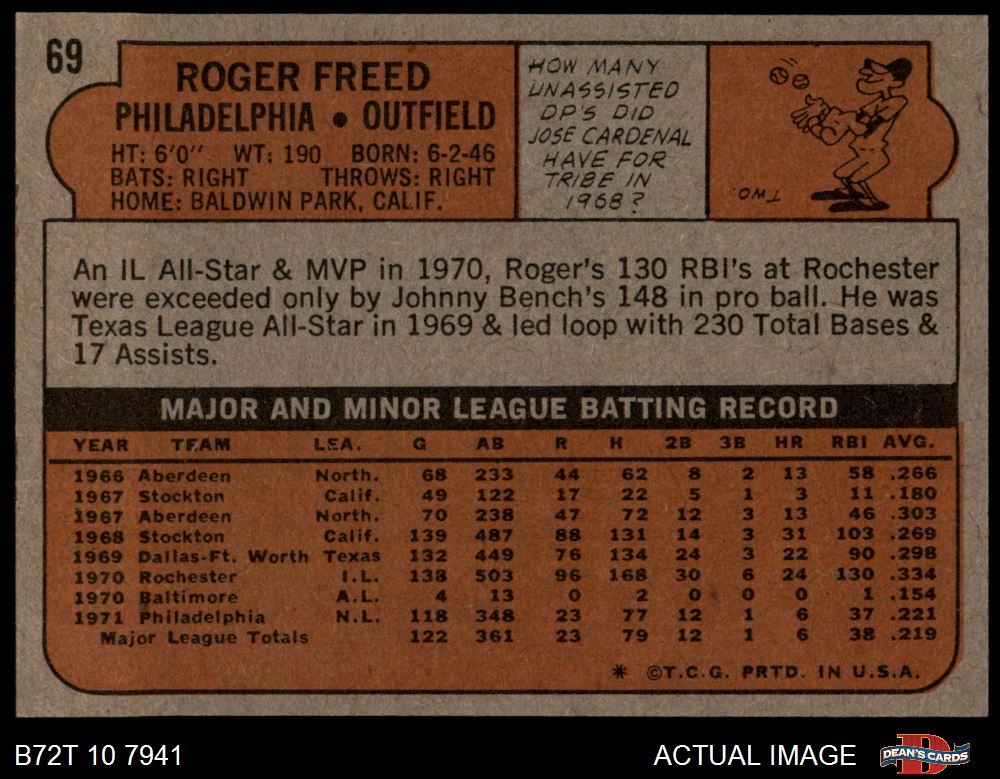 69
ROGER FREED
PHILADELPHIA • OUTFIELD
HT: 6'0" WT: 190 BORN: 6-2-46
BATS: RIGHT THROWS: RIGHT
HOME: BALDWIN PARK, CALIF.
HOW MANY
UNASSISTED
DP'S DID
JOSE CARDENAL
HAVE FOR
TRIBE IN
1968?
TWO.
An IL All-Star & MVP in 1970, Roger's 130 RBI's at Rochester
were exceeded only by Johnny Bench's 148 in pro ball. He was
Texas League All-Star in 1969 & led loop with 230 Total Bases &
17 Assists.
MAJOR AND MINOR LEAGUE BATTING RECORD
YEAR TEAM LEA. G AB R H 2B 3B HR RBI AVG.
1966 Aberdeen North. 68 233 44 62 8 2 13 58 .266
1967 Stockton Calif. 49 122 17 22 5 1 3 11 .180
1967 Aberdeen North. 70 238 47 72 12 3 13 46 .303
1968 Stockton Calif. 139 487 88 131 14 3 31 103 .269
1969 Dallas-Ft. Worth Texas 132 449 76 134 24 3 22 90 .298
1970 Rochester I.L. 138 503 96 168 30 6 24 130 .334
1970 Baltimore A.L. 4 13 0 2 0 0 0 1 .154
1971 Philadelphia N.L. 118 348 23 77 12 1 6 37 .221
Major League Totals 122 361 23 79 12 1 6 38 .219
* ©T.C.G. PRTD. IN U.S.A.
B72T 10 7941
ACTUAL IMAGE
D
DEAN'S CARDS